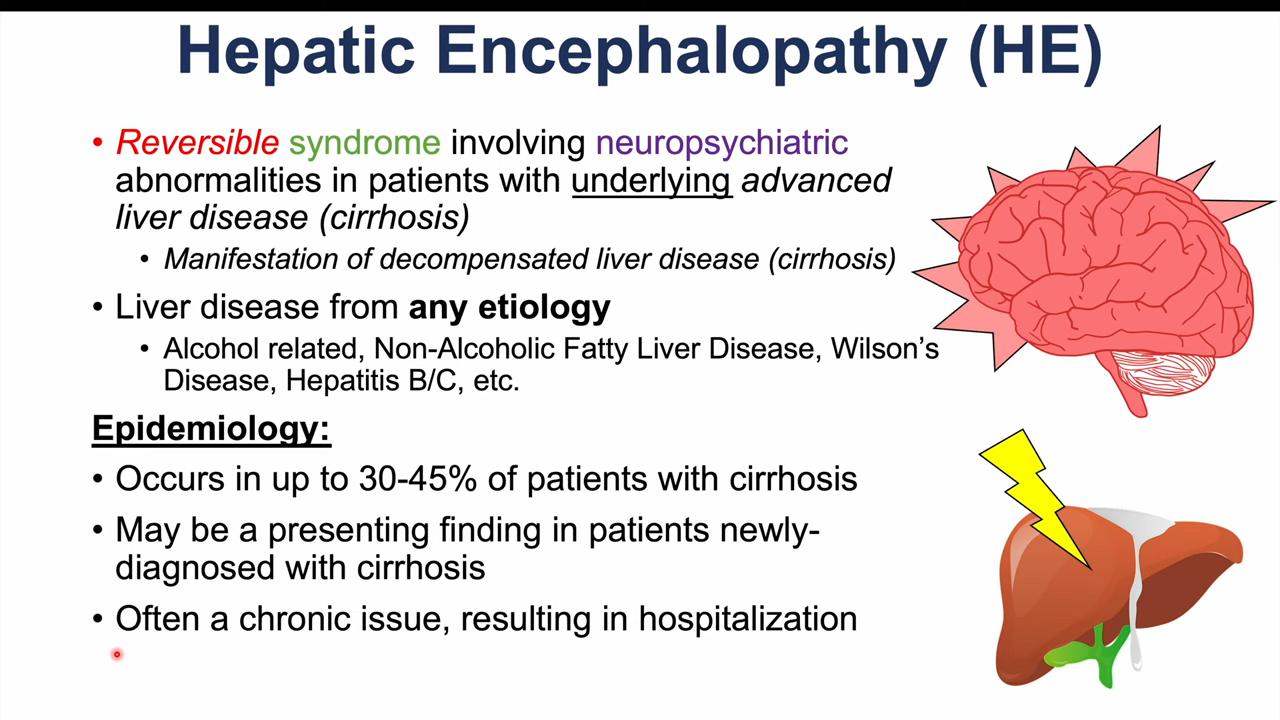 Hepatic Encephalopathy (HE)
• Reversible syndrome involving neuropsychiatric
abnormalities in patients with underlying advanced
liver disease (cirrhosis)
• Manifestation of decompensated liver disease (cirrhosis)
• Liver disease from any etiology
• Alcohol related, Non-Alcoholic Fatty Liver Disease, Wilson’s
Disease, Hepatitis B/C, etc.
Epidemiology:
• Occurs in up to 30-45% of patients with cirrhosis
• May be a presenting finding in patients newly-
diagnosed with cirrhosis
• Often a chronic issue, resulting in hospitalization